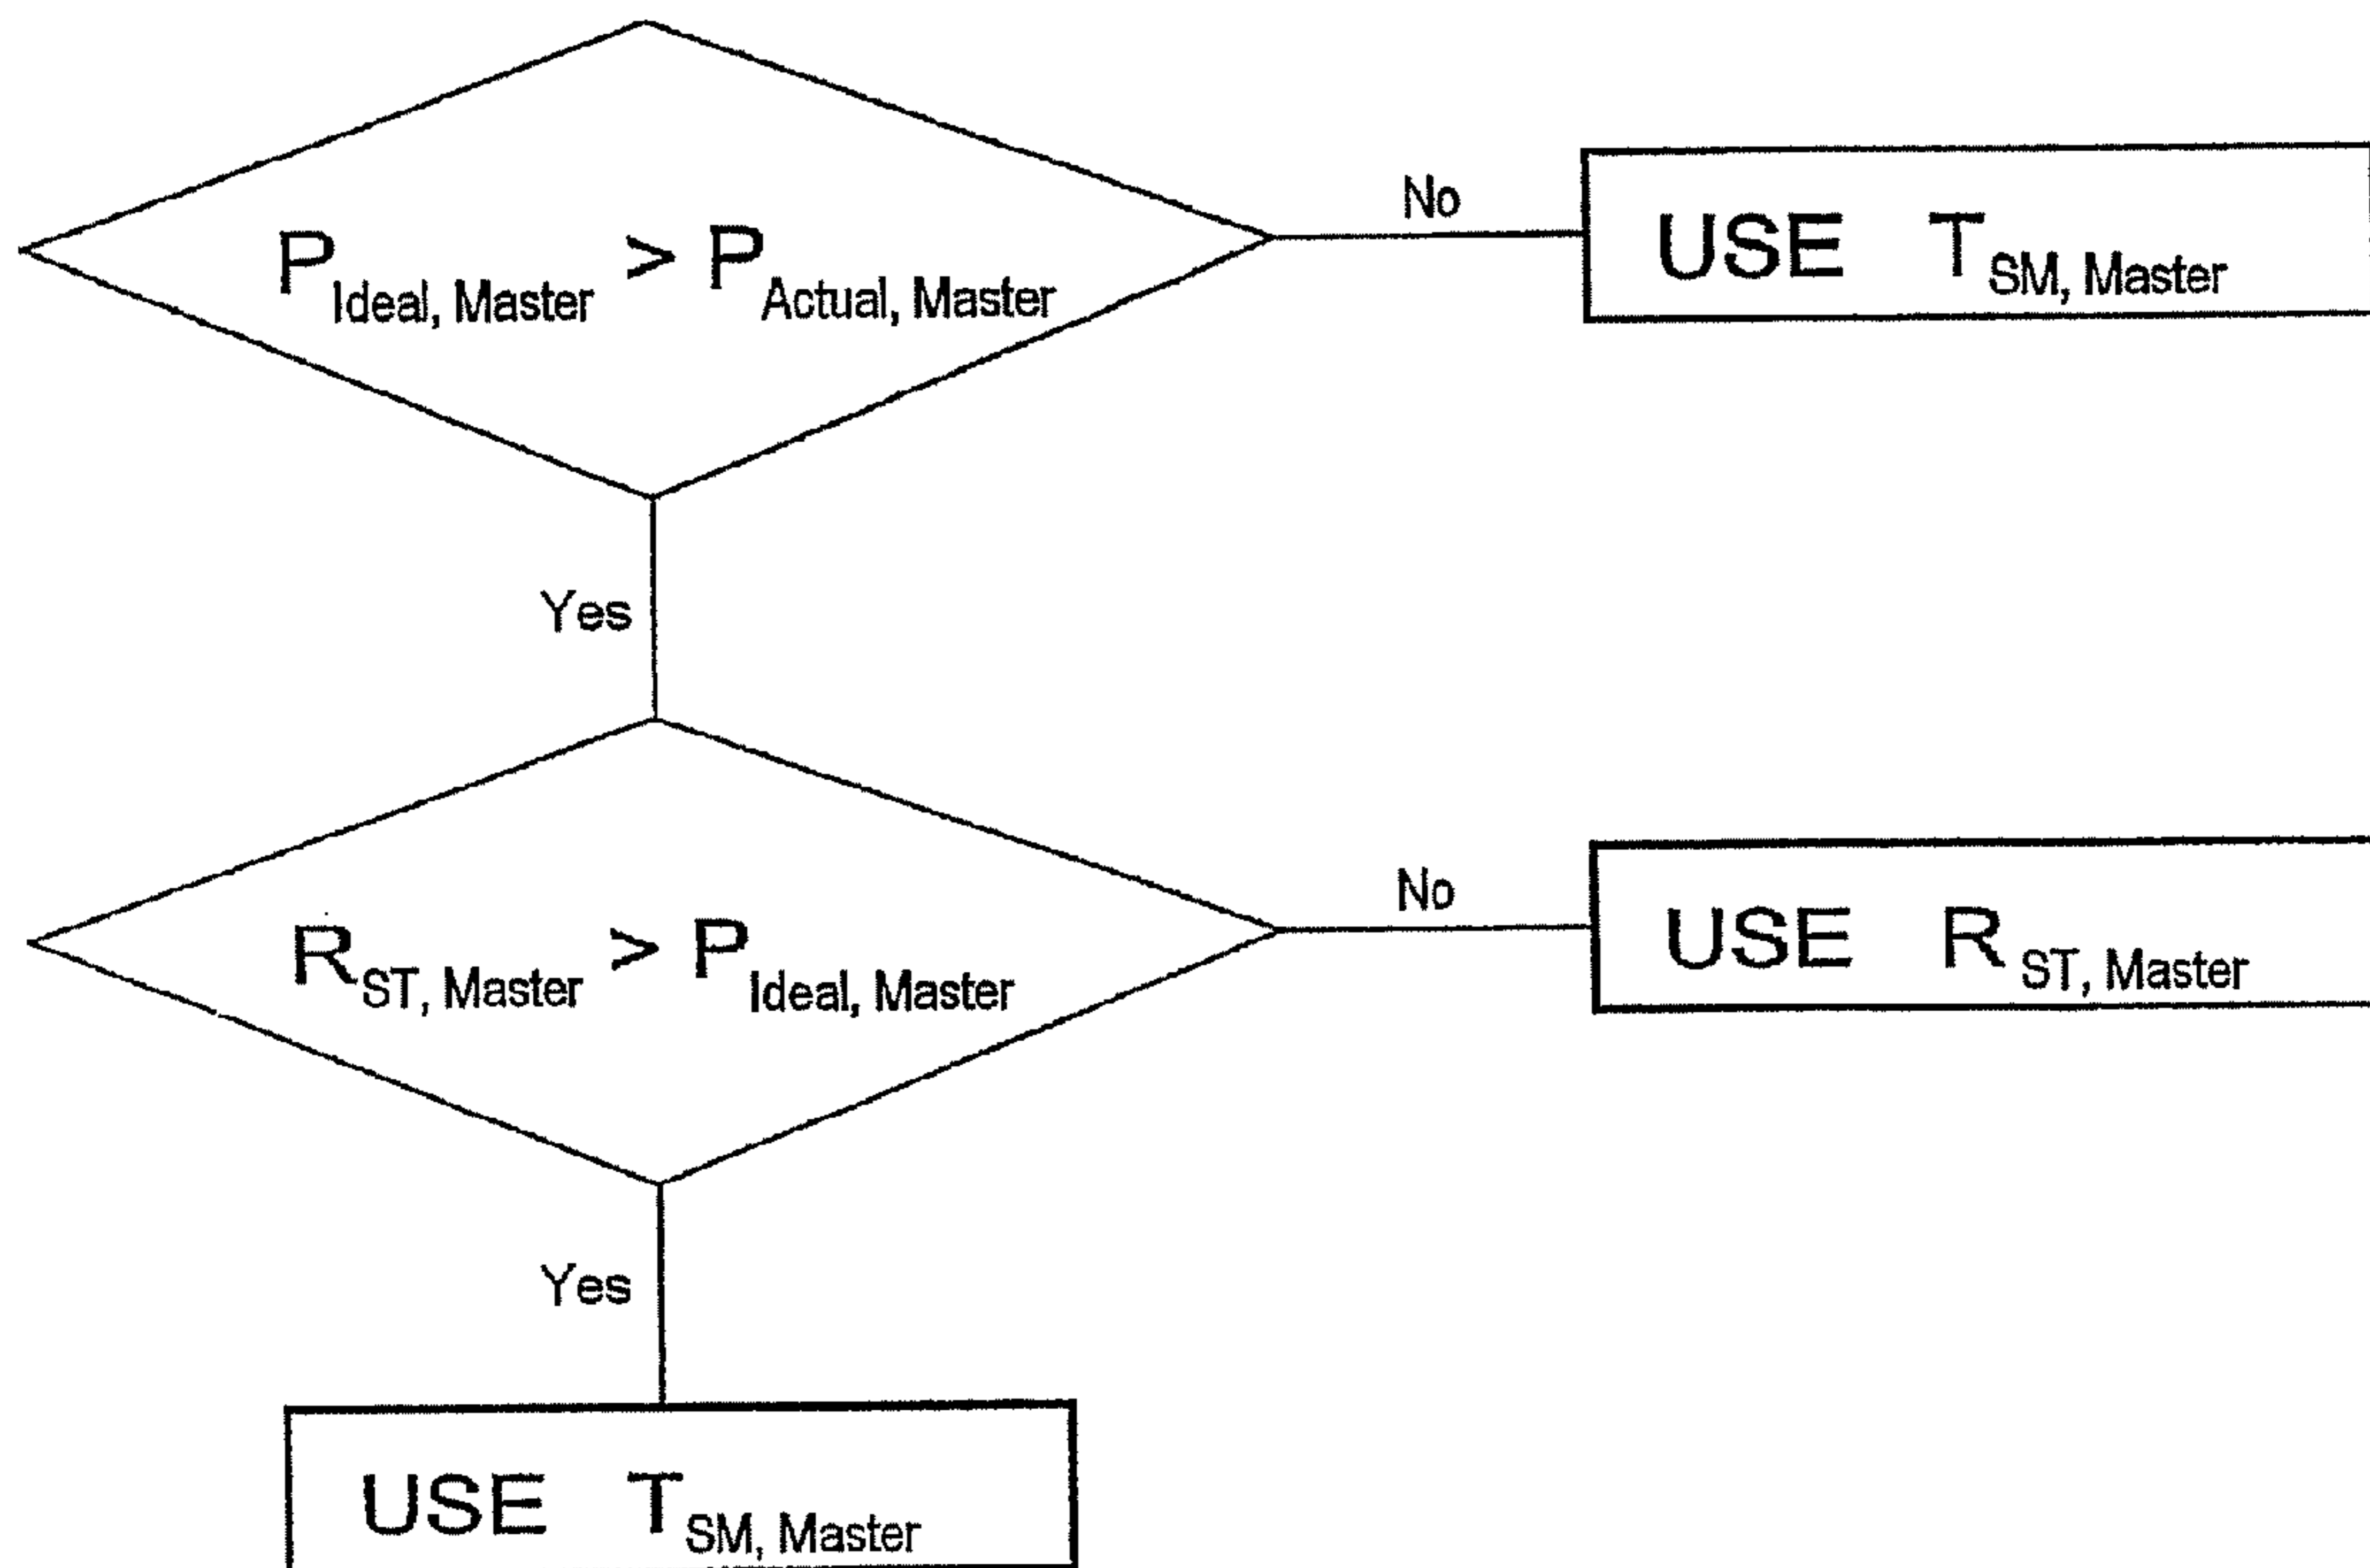 P Ideal, Master > P Actual, Master
No
USE T SM, Master
Yes
R ST, Master > P Ideal, Master
No
USE R ST, Master
Yes
USE T SM, Master